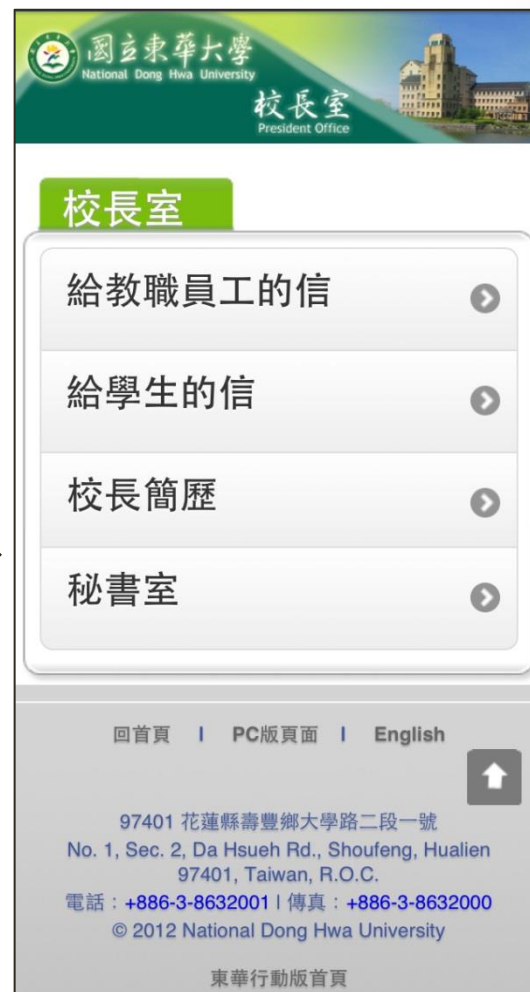 國立東華大學
National Dong Hwa University
校長室
President Office
校長室
給教職員工的信
給學生的信
校長簡歷
秘書室
回首頁 | PC版頁面 | English
97401 花蓮縣壽豐鄉大學路二段一號
No. 1, Sec. 2, Da Hsueh Rd., Shoufeng, Hualien
97401, Taiwan, R.O.C.
電話：+886-3-8632001 | 傳真：+886-3-8632000
© 2012 National Dong Hwa University
東華行動版首頁